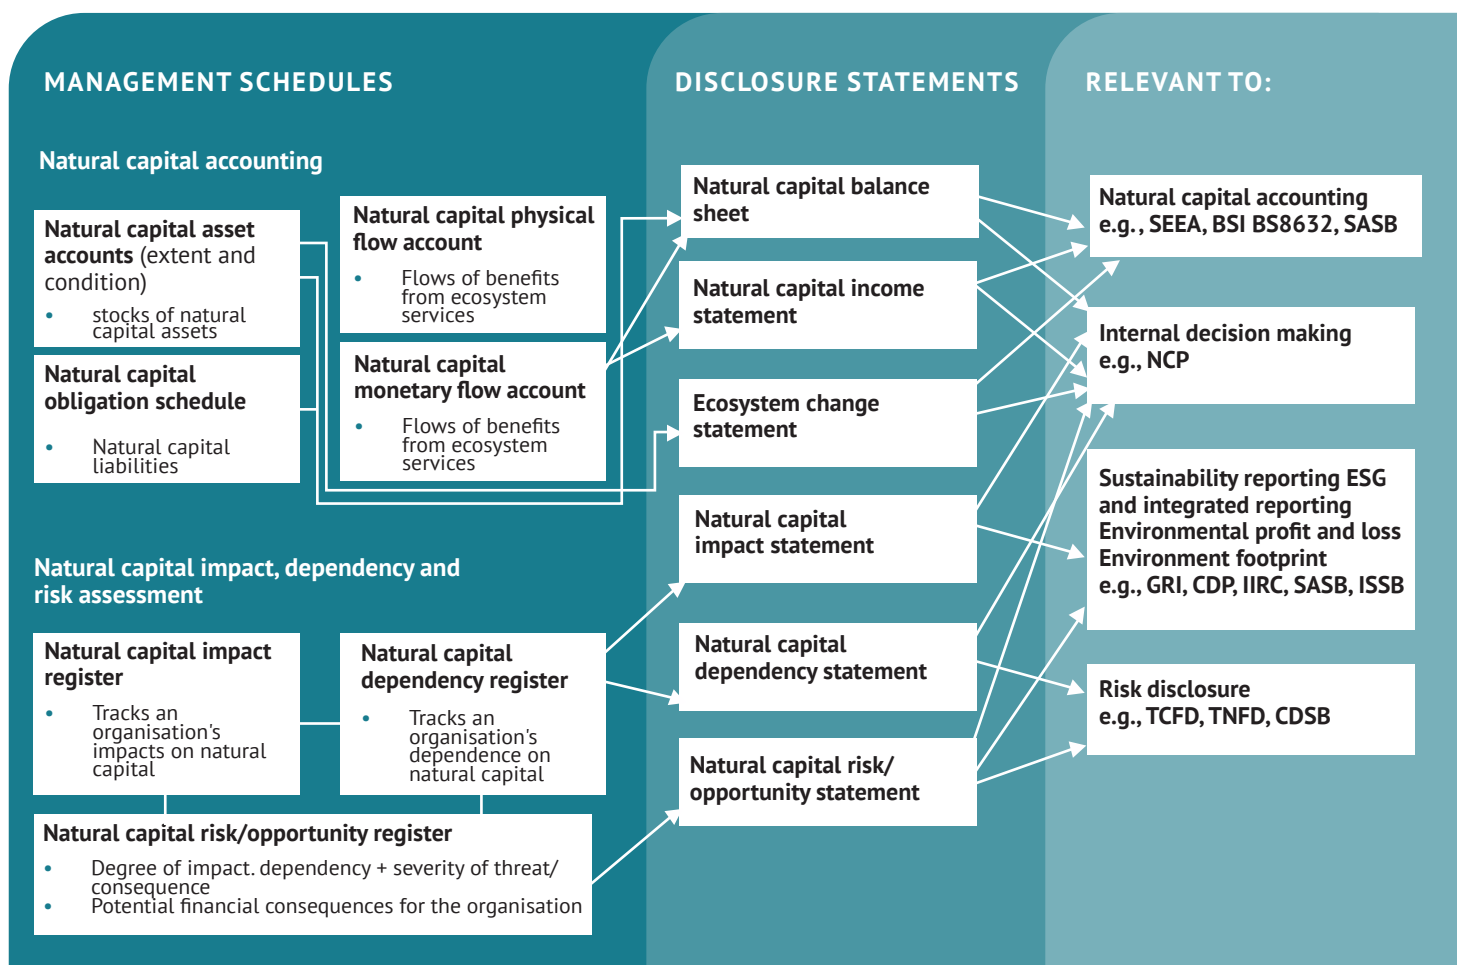 MANAGEMENT SCHEDULES
Natural capital accounting
Natural capital asset
accounts (extent and
condition)
• stocks of natural
capital assets
Natural capital
obligation schedule
• Natural capital
liabilities
Natural capital physical
flow account
• Flows of benefits
from ecosystem
services
Natural capital
monetary flow account
• Flows of benefits
from ecosystem
services
Natural capital impact, dependency and
risk assessment
Natural capital impact
register
• Tracks an
organisation's
impacts on natural
capital
Natural capital
dependency register
• Tracks an
organisation's
dependence on
natural capital
Natural capital risk/opportunity register
• Degree of impact. dependency + severity of threat/
consequence
• Potential financial consequences for the organisation
DISCLOSURE STATEMENTS
Natural capital balance
sheet
Natural capital income
statement
Ecosystem change
statement
Natural capital
impact statement
Natural capital
dependency statement
Natural capital risk/
opportunity statement
RELEVANT TO:
Natural capital accounting
e.g., SEEA, BSI BS8632, SASB
Internal decision making
e.g., NCP
Sustainability reporting ESG
and integrated reporting
Environmental profit and loss
Environment footprint
e.g., GRI, CDP, IIRC, SASB, ISSB
Risk disclosure
e.g., TCFD, TNFD, CDSB